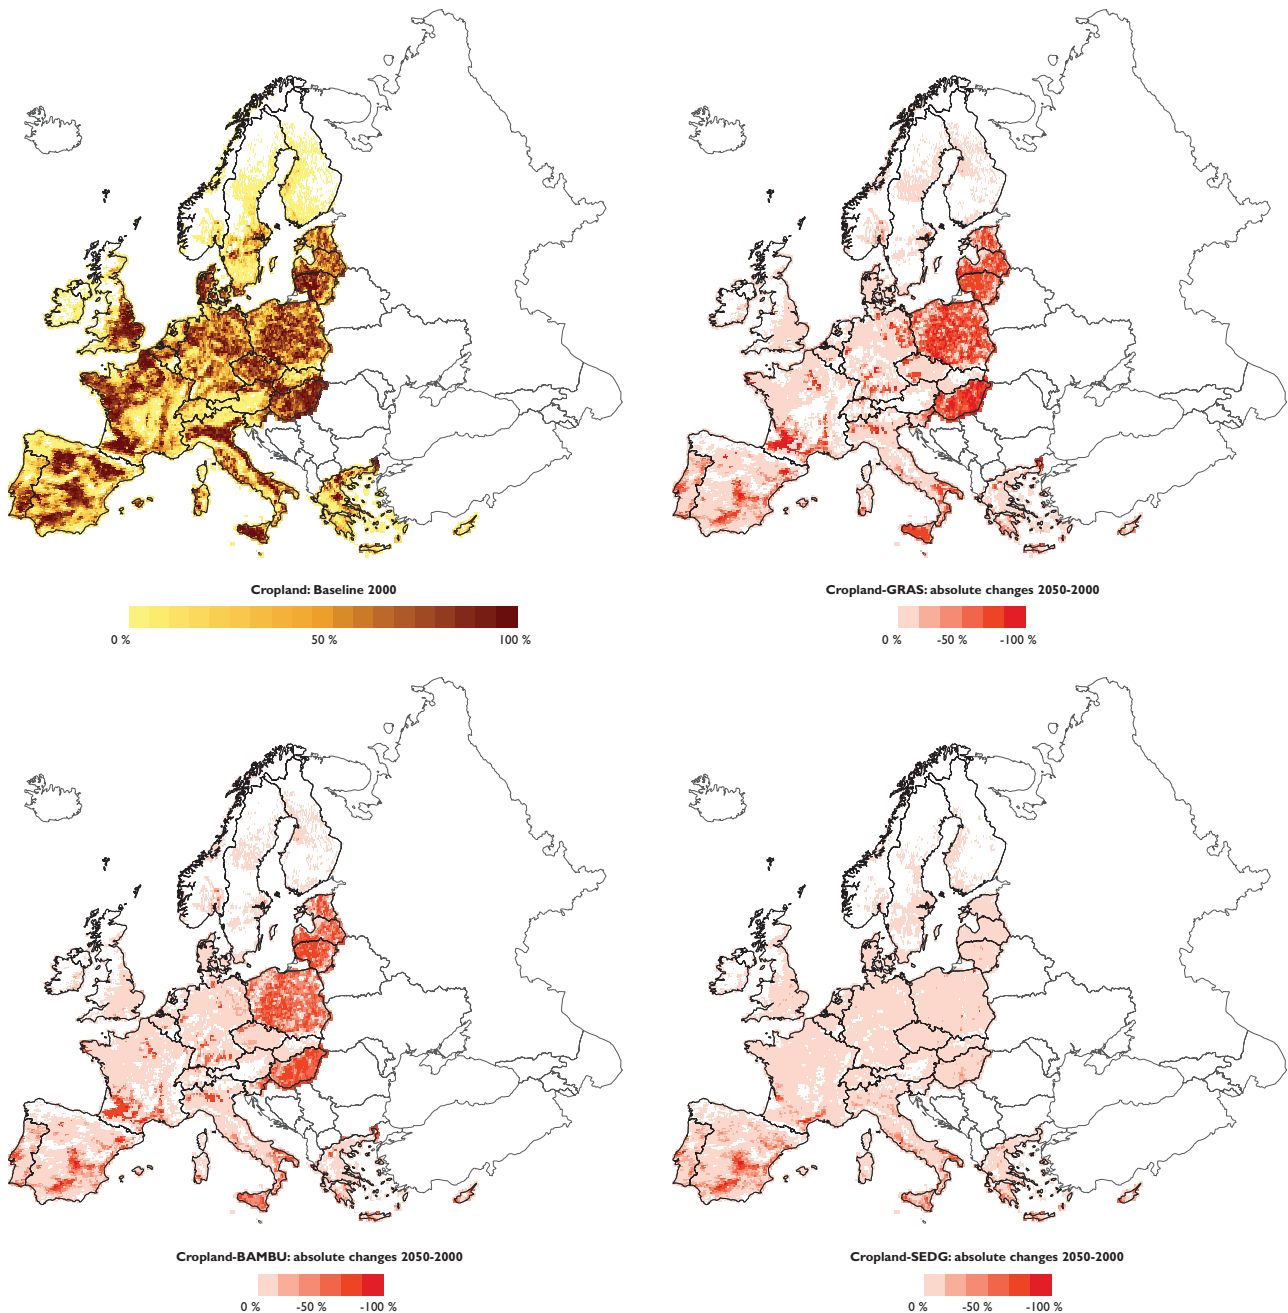 Cropland: Baseline 2000
0 % 50 % 100 %
Cropland-GRAS: absolute changes 2050-2000
0 % -50 % -100 %
Cropland-BAMBU: absolute changes 2050-2000
0 % -50 % -100 %
Cropland-SEDG: absolute changes 2050-2000
0 % -50 % -100 %